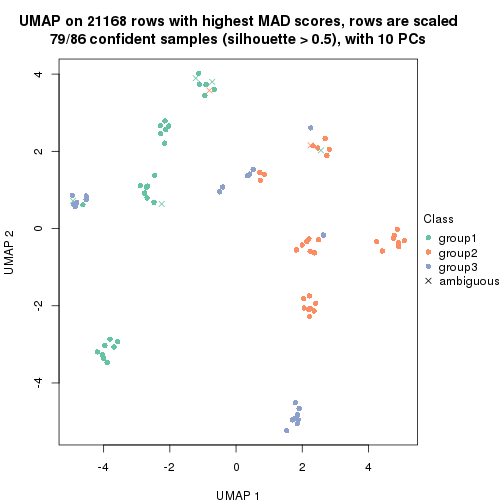 UMAP on 21168 rows with highest MAD scores, rows are scaled
79/86 confident samples (silhouette > 0.5), with 10 PCs
4
2
0
-2
-4
UMAP 2
-4
-2
0
2
4
UMAP 1
Class
group1
group2
group3
ambiguous